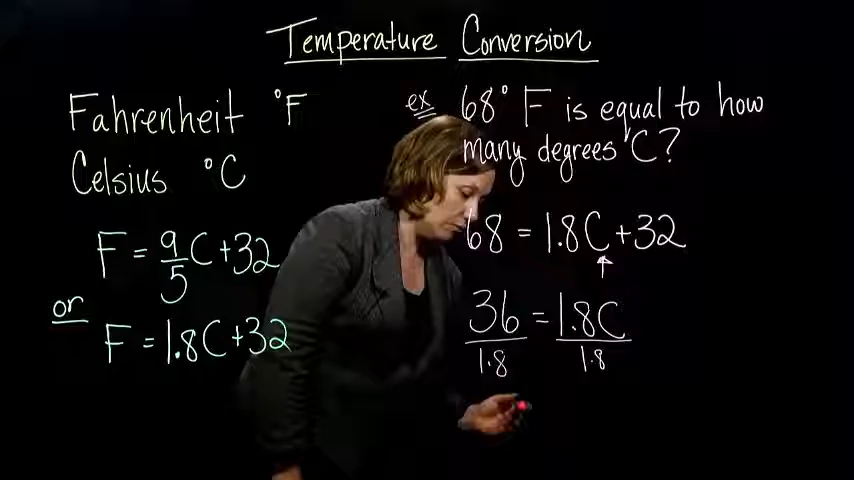 Temperature Conversion
Fahrenheit °F
Celsius °C
F = 9/5 C + 32
or
F = 1.8C + 32
ex 68° F is equal to how
many degrees °C?
68 = 1.8C + 32
↑
36 = 1.8C
1.8 1.8